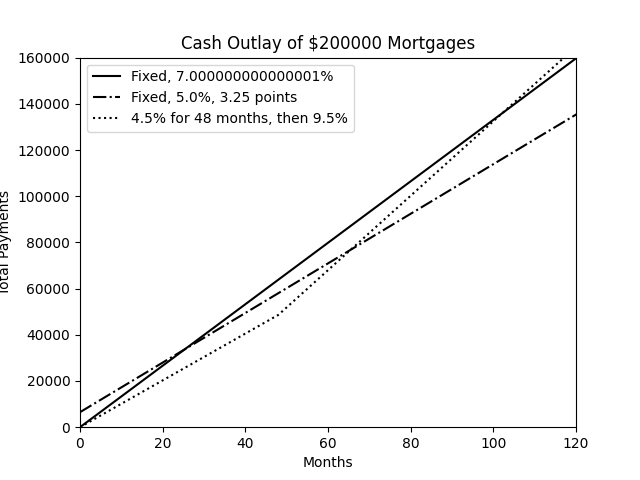 Cash Outlay of $200000 Mortgages
Fixed, 7.000000000000001%
Fixed, 5.0%, 3.25 points
4.5% for 48 months, then 9.5%
160000
140000
120000
100000
80000
60000
40000
20000
0
Total Payments
0 20 40 60 80 100 120
Months